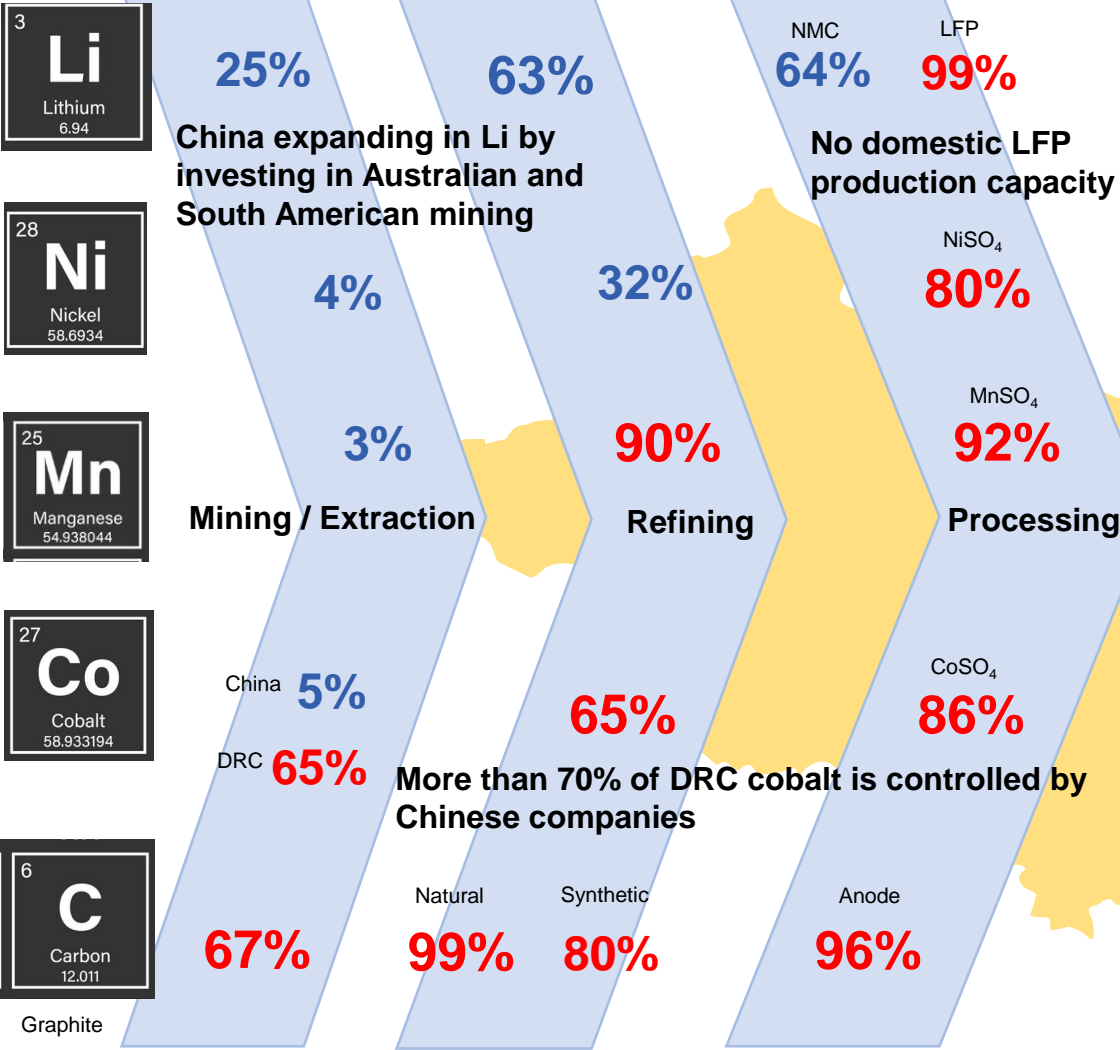 3
Li
Lithium
6.94
25%
63%
NMC
64%
LFP
99%
China expanding in Li by
investing in Australian and
South American mining
No domestic LFP
production capacity
28
Ni
Nickel
58.6934
4%
32%
NiSO₄
80%
25
Mn
Manganese
54.938044
3%
90%
MnSO₄
92%
Mining / Extraction
Refining
Processing
27
Co
Cobalt
58.933194
China 5%
DRC 65%
65%
CoSO₄
86%
More than 70% of DRC cobalt is controlled by
Chinese companies
6
C
Carbon
12.011
Graphite
67%
Natural
99%
Synthetic
80%
Anode
96%